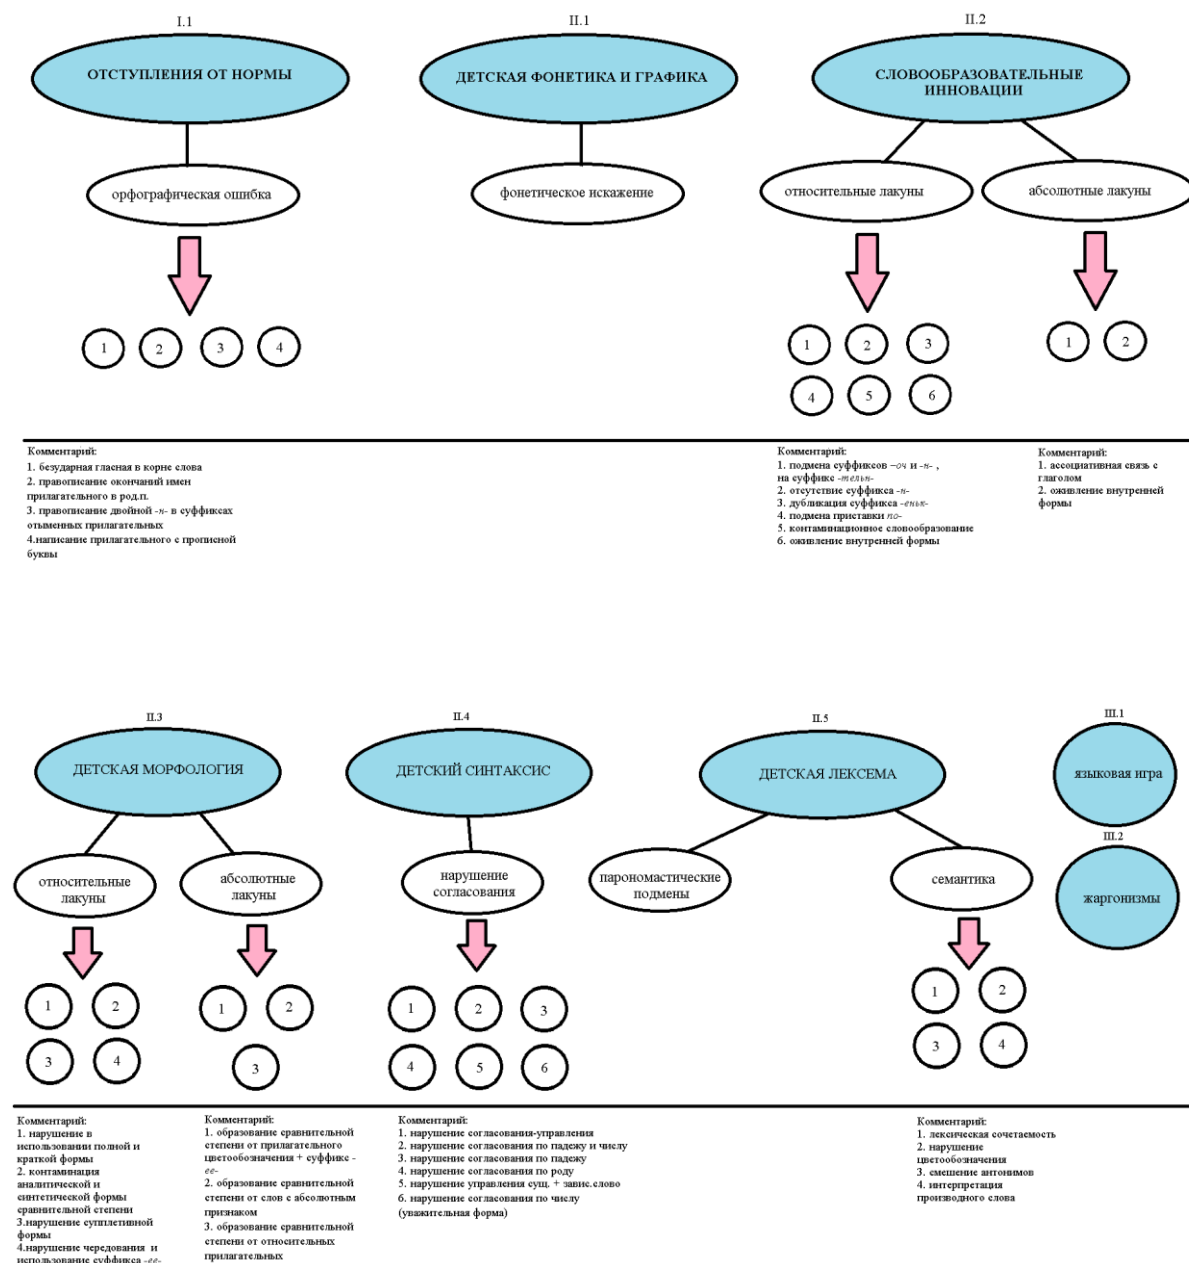 I.1
ОТСТУПЛЕНИЯ ОТ НОРМЫ
орфографическая ошибка
1 2 3 4
Комментарий:
1. безударная гласная в корне слова
2. правописание окончаний имен
прилагательного в род.п.
3. правописание двойной -н- в суффиксах
отыменных прилагательных
4.написание прилагательного с прописной
буквы
II.1
ДЕТСКАЯ ФОНЕТИКА И ГРАФИКА
фонетическое искажение
II.2
СЛОВООБРАЗОВАТЕЛЬНЫЕ
ИННОВАЦИИ
относительные лакуны
1 2 3
4 5 6
Комментарий:
1. подмена суффиксов –оч и -н- ,
на суффикс -тельн-
2. отсутствие суффикса -н-
3. дубликация суффикса -еньк-
4. подмена приставки по-
5. контаминационное словообразование
6. оживление внутренней формы
абсолютные лакуны
1 2
Комментарий:
1. ассоциативная связь с
глаголом
2. оживление внутренней
формы
II.3
ДЕТСКАЯ МОРФОЛОГИЯ
относительные
лакуны
1 2
3 4
Комментарий:
1. нарушение в
использовании полной и
краткой формы
2. контаминация
аналитической и
синтетической формы
сравнительной степени
3.нарушение супплетивной
формы
4.нарушение чередования и
использование суффикса -ее-
абсолютные
лакуны
1 2
3
Комментарий:
1. образование сравнительной
степени от прилагательного
цветообозначения + суффикс -
ее-
2. образование сравнительной
степени от слов с абсолютным
признаком
3. образование сравнительной
степени от относительных
прилагательных
II.4
ДЕТСКИЙ СИНТАКСИС
нарушение
согласования
1 2 3
4 5 6
Комментарий:
1. нарушение согласования-управления
2. нарушение согласования по падежу и числу
3. нарушение согласования по падежу
4. нарушение согласования по роду
5. нарушение управления сущ. + завис.слово
6. нарушение согласования по числу
(уважительная форма)
II.5
ДЕТСКАЯ ЛЕКСЕМА
парономастические
подмены
семантика
1 2
3 4
Комментарий:
1. лексическая сочетаемость
2. нарушение
цветообозначения
3. смешение антонимов
4. интерпретация
производного слова
III.1
языковая игра
III.2
жаргонизмы